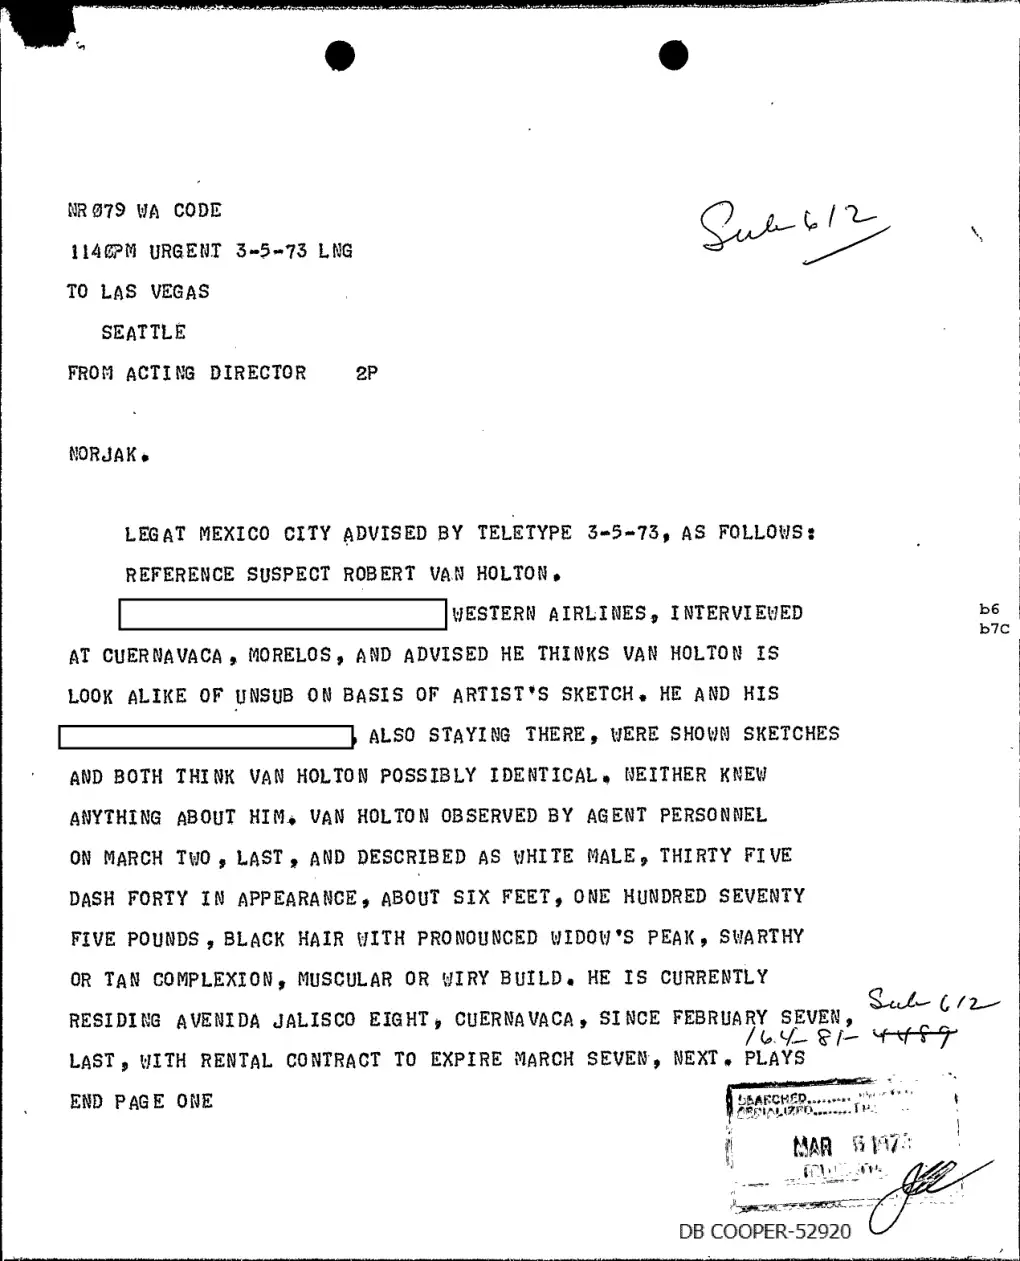 NR079 WA CODE
Sub 612
1140PM URGENT 3-5-73 LNG
TO LAS VEGAS
SEATTLE
FROM ACTING DIRECTOR 2P
NORJAK.
LEGAT MEXICO CITY ADVISED BY TELETYPE 3-5-73, AS FOLLOWS:
REFERENCE SUSPECT ROBERT VAN HOLTON.
WESTERN AIRLINES, INTERVIEWED
b6
b7C
AT CUERNAVACA, MORELOS, AND ADVISED HE THINKS VAN HOLTON IS
LOOK ALIKE OF UNSUB ON BASIS OF ARTIST'S SKETCH. HE AND HIS
, ALSO STAYING THERE, WERE SHOWN SKETCHES
AND BOTH THINK VAN HOLTON POSSIBLY IDENTICAL. NEITHER KNEW
ANYTHING ABOUT HIM. VAN HOLTON OBSERVED BY AGENT PERSONNEL
ON MARCH TWO, LAST, AND DESCRIBED AS WHITE MALE, THIRTY FIVE
DASH FORTY IN APPEARANCE, ABOUT SIX FEET, ONE HUNDRED SEVENTY
FIVE POUNDS, BLACK HAIR WITH PRONOUNCED WIDOW'S PEAK, SWARTHY
OR TAN COMPLEXION, MUSCULAR OR WIRY BUILD. HE IS CURRENTLY
Sub 612
RESIDING AVENIDA JALISCO EIGHT, CUERNAVACA, SINCE FEBRUARY SEVEN,
164-81-4489
LAST, WITH RENTAL CONTRACT TO EXPIRE MARCH SEVEN, NEXT. PLAYS
END PAGE ONE
SEARCHED
SERIALIZED
MAR 1973
DB COOPER-52920